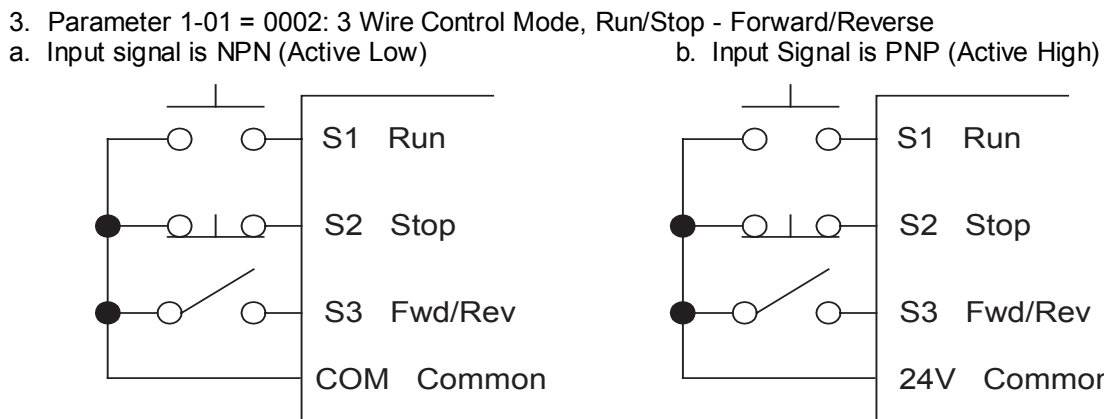 3. Parameter 1-01 = 0002: 3 Wire Control Mode, Run/Stop - Forward/Reverse
a. Input signal is NPN (Active Low)
b. Input Signal is PNP (Active High)
S1 Run
S2 Stop
S3 Fwd/Rev
COM Common
S1 Run
S2 Stop
S3 Fwd/Rev
24V Common